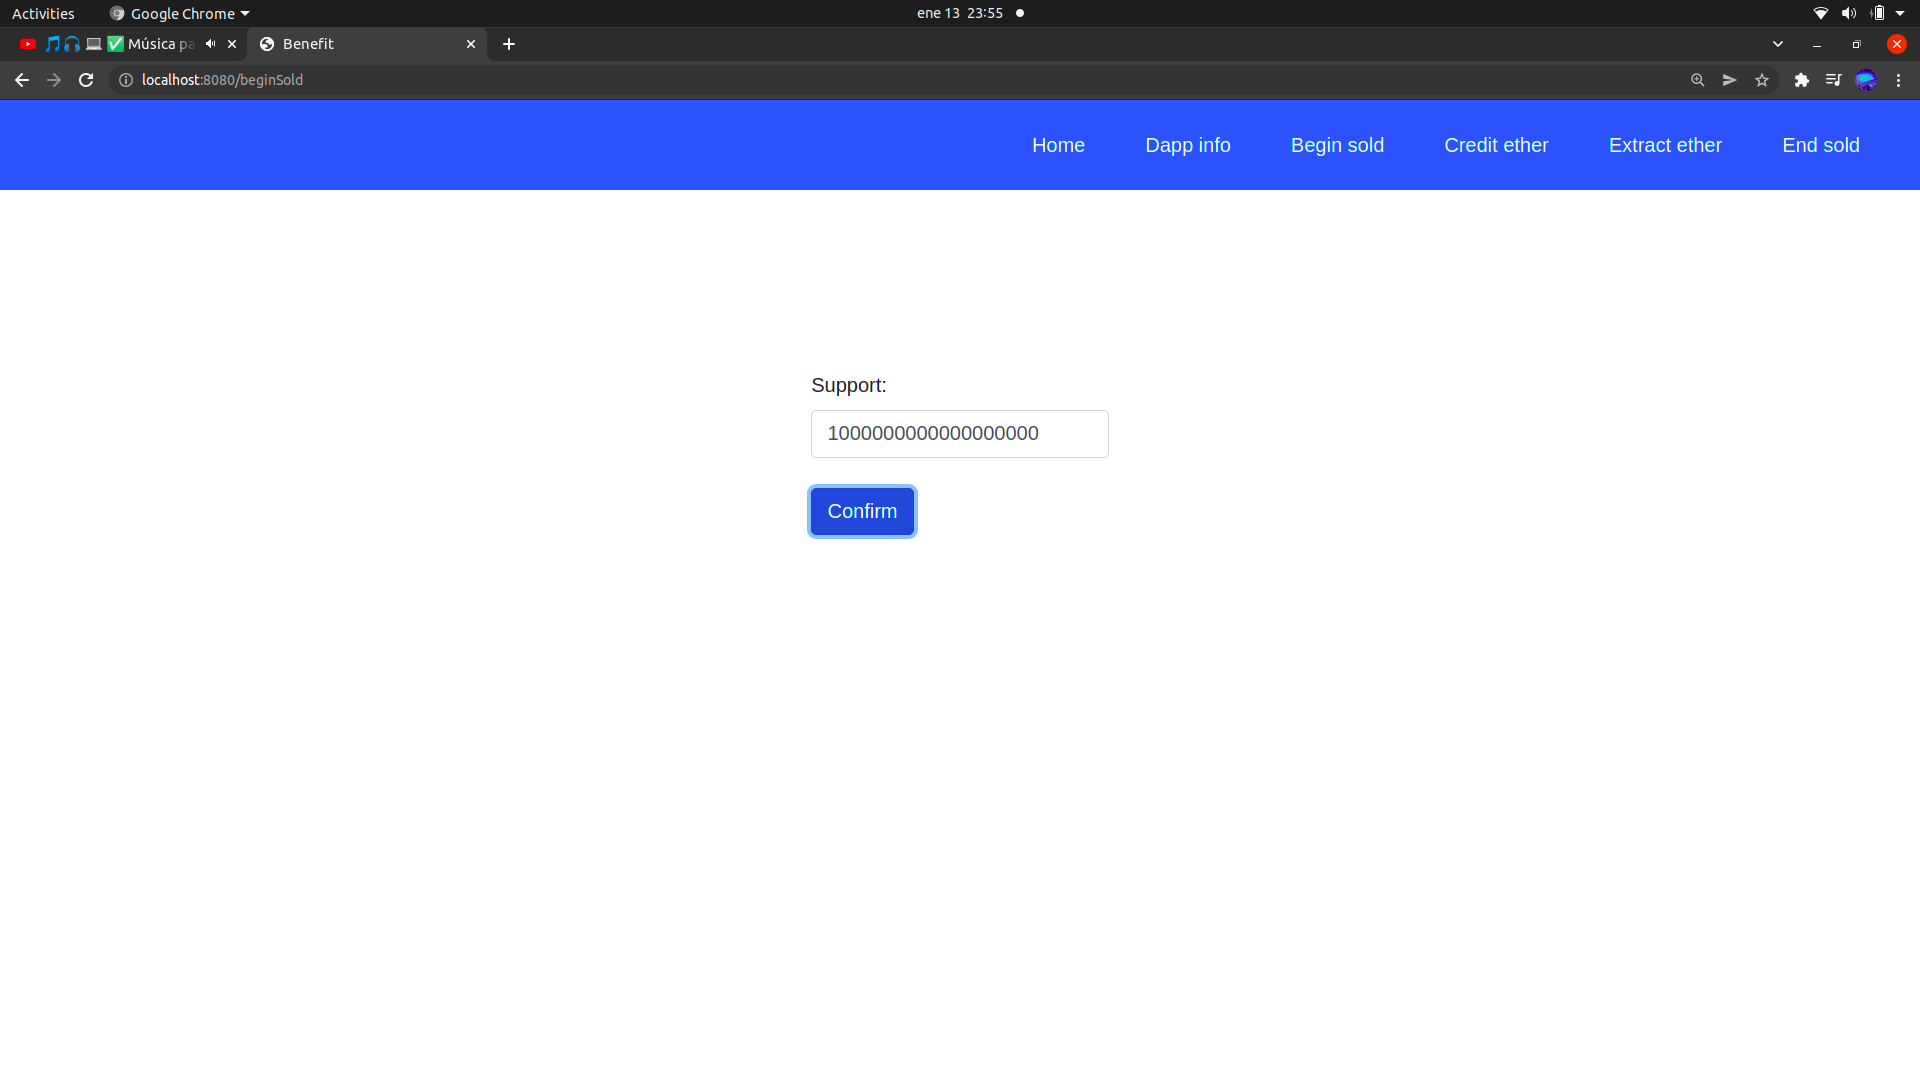 Activities
Google Chrome
ene 13 23:55
Música pa
Benefit
localhost:8080/beginSold
Home
Dapp info
Begin sold
Credit ether
Extract ether
End sold
Support:
1000000000000000000
Confirm